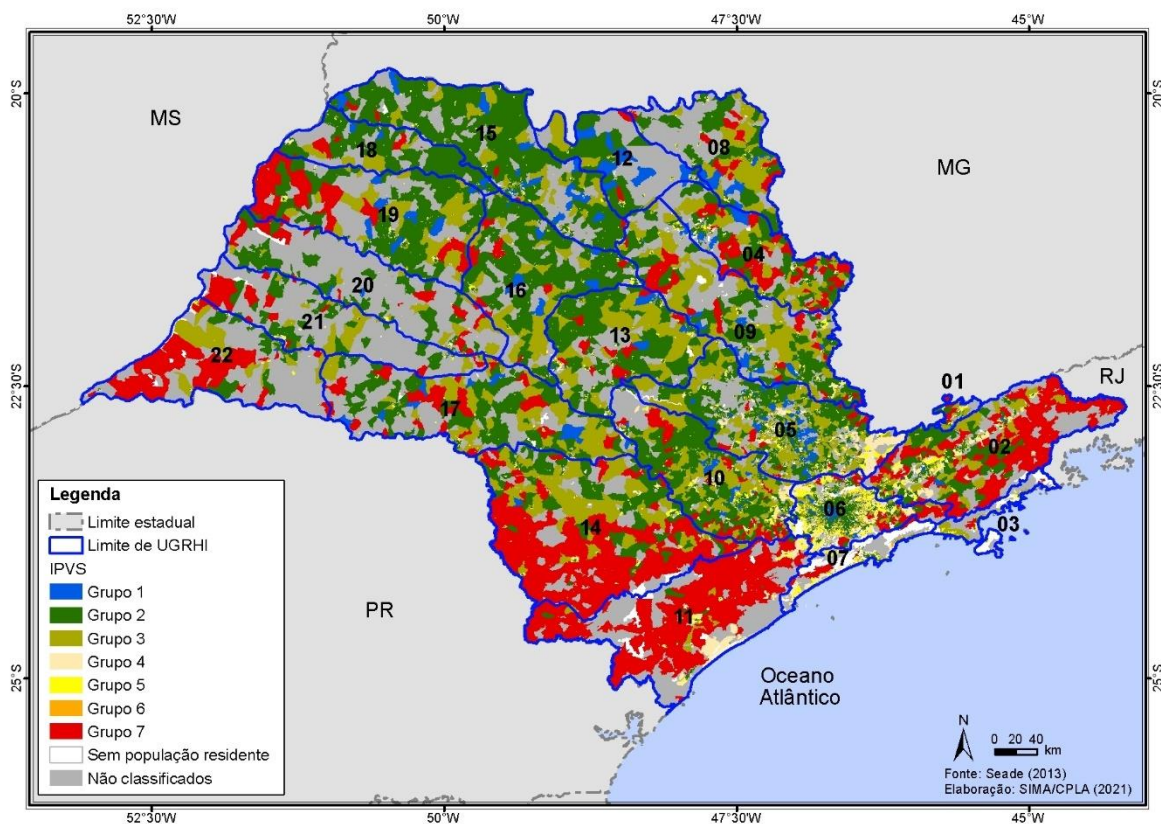 52°30'W 50°0'W 47°30'W 45°0'W
20°S
20°S
MS
MG
15
08
18
12
19
04
16
20
21
13
09
22
22°30'S
22°30'S
01
RJ
17
05
02
10
06
03
14
07
11
PR
25°S
25°S
Oceano
Atlântico
Legenda
Limite estadual
Limite de UGRHI
IPVS
Grupo 1
Grupo 2
Grupo 3
Grupo 4
Grupo 5
Grupo 6
Grupo 7
Sem população residente
Não classificados
N
0 20 40
km
Fonte: Seade (2013)
Elaboração: SIMA/CPLA (2021)
52°30'W 50°0'W 47°30'W 45°0'W